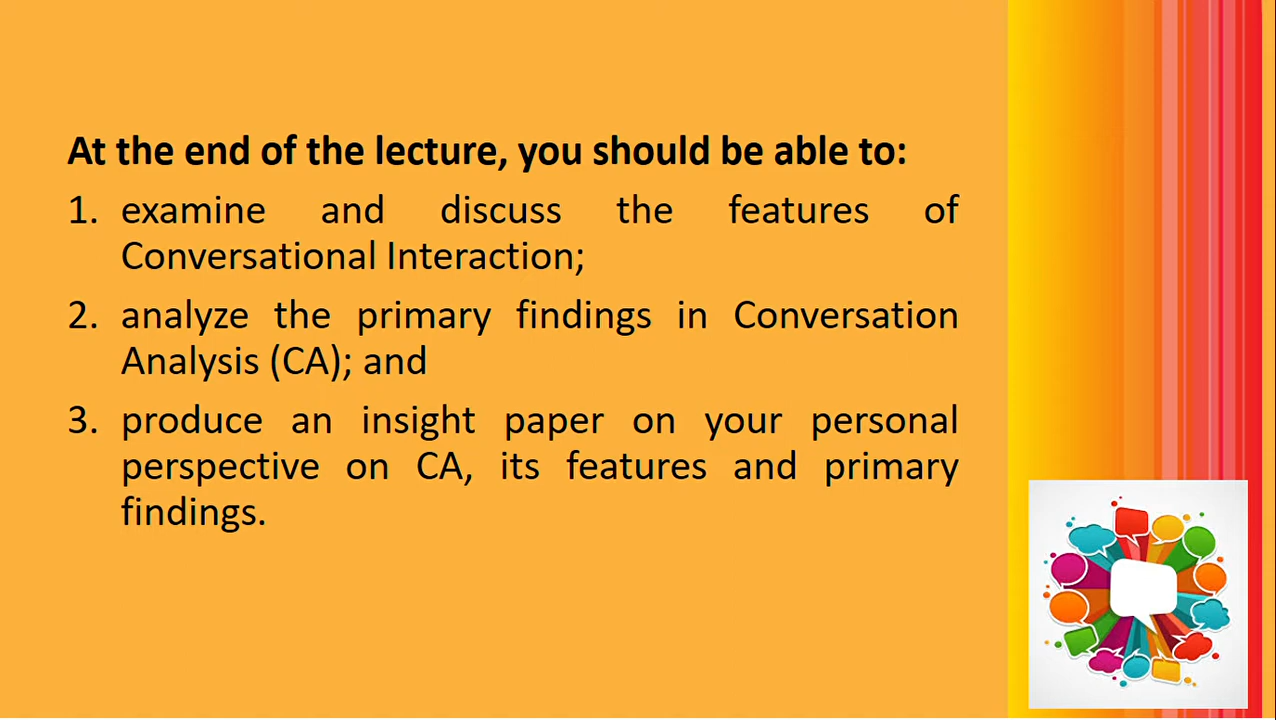 At the end of the lecture, you should be able to:
1. examine and discuss the features of
Conversational Interaction;
2. analyze the primary findings in Conversation
Analysis (CA); and
3. produce an insight paper on your personal
perspective on CA, its features and primary
findings.